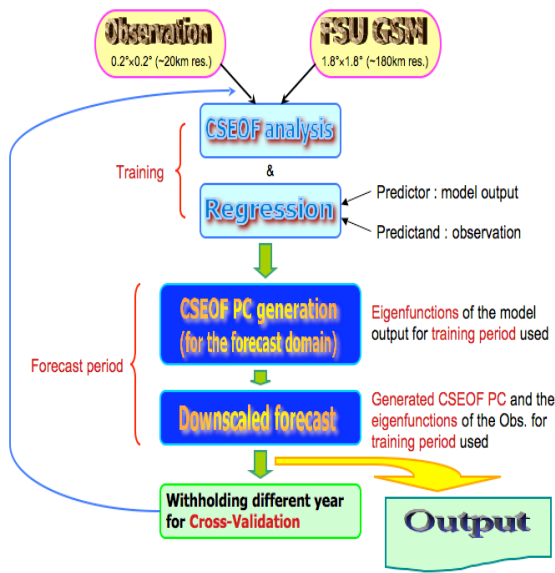 Observation
0.2°×0.2° (~20km res.)
FSU GSM
1.8°×1.8° (~180km res.)
CSEOF analysis
Training
&
Regression
Predictor : model output
Predictand : observation
CSEOF PC generation
(for the forecast domain)
Eigenfunctions of the model
output for training period used
Forecast period
Downscaled forecast
Generated CSEOF PC and the
eigenfunctions of the Obs. for
training period used
Withholding different year
for Cross-Validation
Output